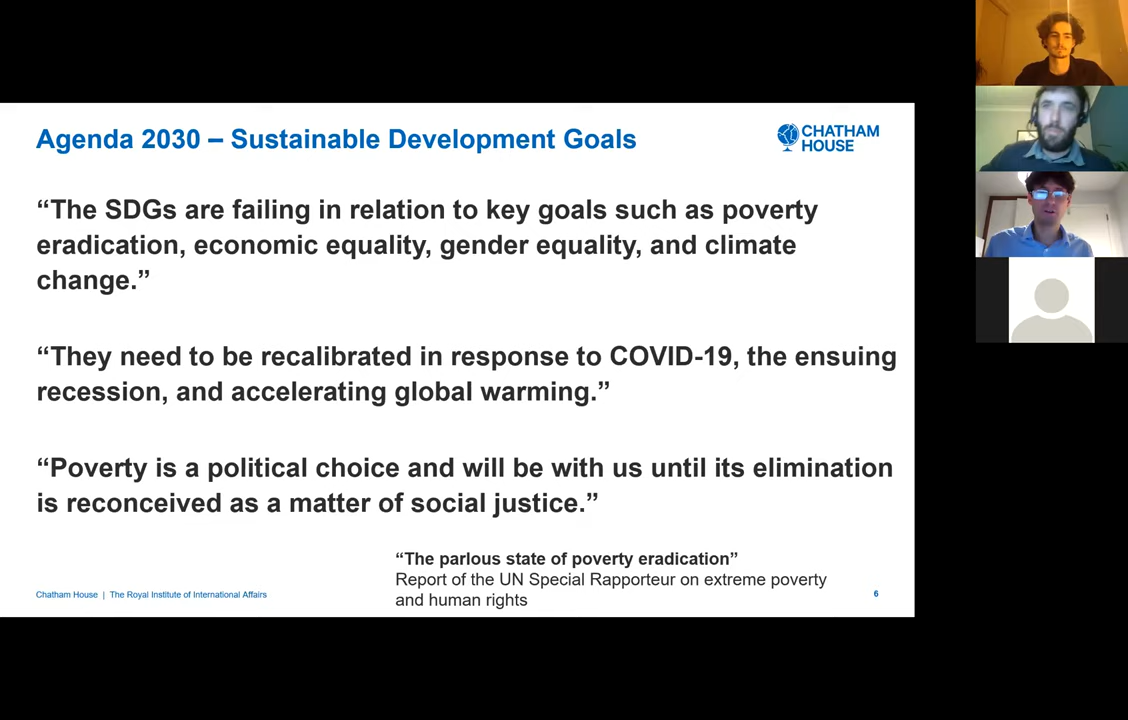 Agenda 2030 – Sustainable Development Goals
CHATHAM
HOUSE
“The SDGs are failing in relation to key goals such as poverty
eradication, economic equality, gender equality, and climate
change.”
“They need to be recalibrated in response to COVID-19, the ensuing
recession, and accelerating global warming.”
“Poverty is a political choice and will be with us until its elimination
is reconceived as a matter of social justice.”
“The parlous state of poverty eradication”
Report of the UN Special Rapporteur on extreme poverty
and human rights
Chatham House | The Royal Institute of International Affairs
6